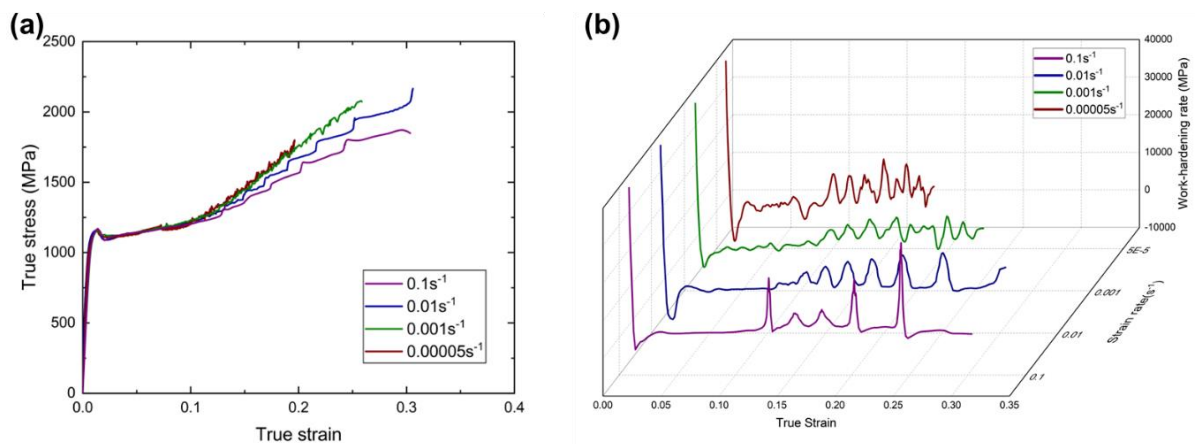 (a)
2500
2000
1500
1000
500
0
0.0 0.1 0.2 0.3 0.4
True stress (MPa)
True strain
0.1s⁻¹
0.01s⁻¹
0.001s⁻¹
0.00005s⁻¹
(b)
0.1s⁻¹
0.01s⁻¹
0.001s⁻¹
0.00005s⁻¹
40000
30000
20000
10000
0
-10000
Work-hardening rate (MPa)
5E-5
0.001
0.01
0.1
Strain rate(s⁻¹)
0.00 0.05 0.10 0.15 0.20 0.25 0.30 0.35
True Strain